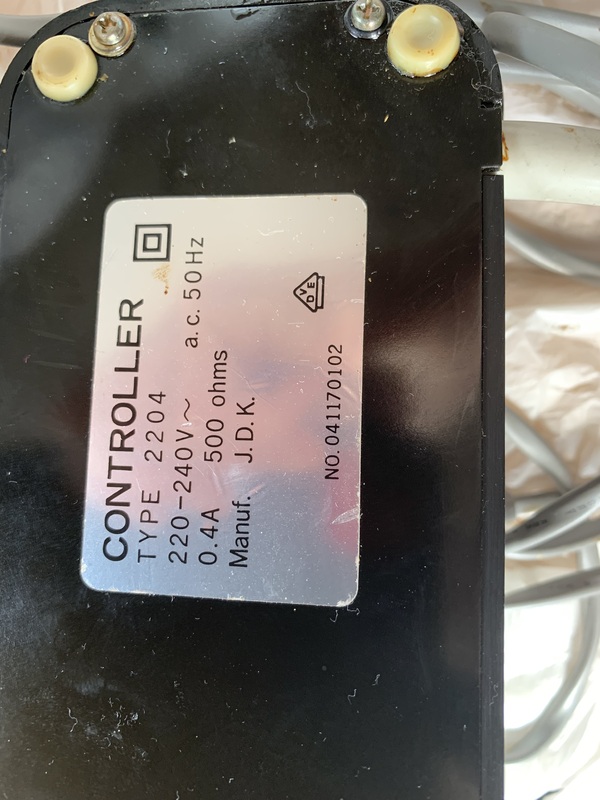 CONTROLLER
TYPE 2204
220-240V~ a.c. 50Hz
0.4A 500 ohms
Manuf. J.D.K.
VDE
NO. 041170102